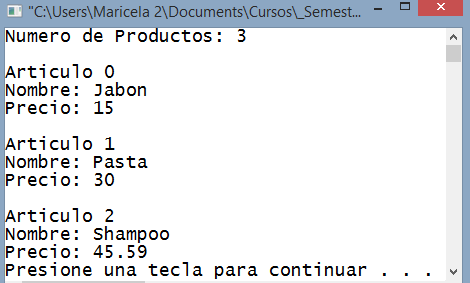 "C:\Users\Maricela 2\Documents\Cursos\_Semest...
Numero de Productos: 3
Articulo 0
Nombre: Jabon
Precio: 15
Articulo 1
Nombre: Pasta
Precio: 30
Articulo 2
Nombre: Shampoo
Precio: 45.59
Presione una tecla para continuar . . .